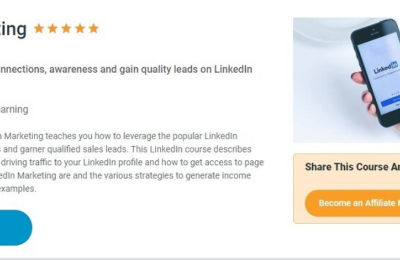 ting
nnections, awareness and gain quality leads on LinkedIn
earning
n Marketing teaches you how to leverage the popular LinkedIn
s and garner qualified sales leads. This LinkedIn course describes
driving traffic to your LinkedIn profile and how to get access to page
edIn Marketing are and the various strategies to generate income
examples.
LinkedIn
Share This Course An
Become an Affiliate